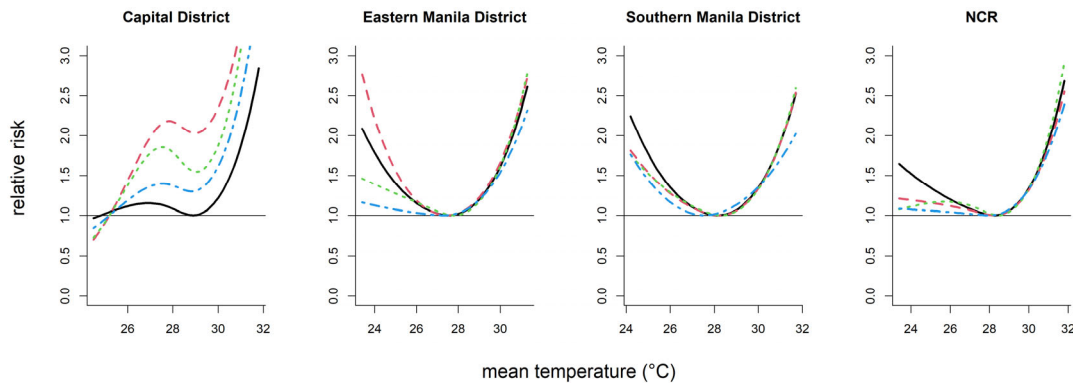 Capital District
Eastern Manila District
Southern Manila District
NCR
relative risk
3.0
2.5
2.0
1.5
1.0
0.5
0.0
26 28 30 32
3.0
2.5
2.0
1.5
1.0
0.5
0.0
24 26 28 30
3.0
2.5
2.0
1.5
1.0
0.5
0.0
24 26 28 30 32
3.0
2.5
2.0
1.5
1.0
0.5
0.0
24 26 28 30 32
mean temperature (°C)